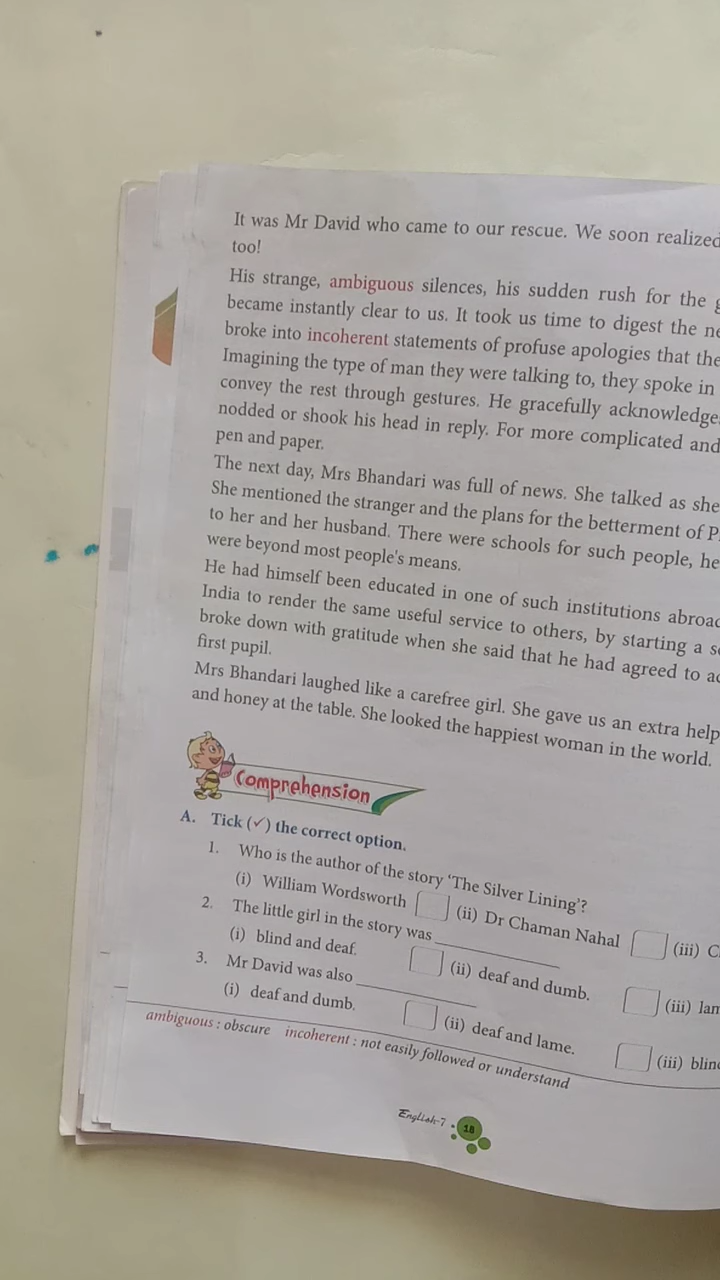 It was Mr David who came to our rescue. We soon realized
too!
His strange, ambiguous silences, his sudden rush for the
became instantly clear to us. It took us time to digest the
broke into incoherent statements of profuse apologies that the
Imagining the type of man they were talking to, they spoke in
convey the rest through gestures. He gracefully acknowledge
nodded or shook his head in reply. For more complicated and
pen and paper.
The next day, Mrs Bhandari was full of news. She talked as she
She mentioned the stranger and the plans for the betterment of P
to her and her husband. There were schools for such people, he
were beyond most people's means.
He had himself been educated in one of such institutions abroad
India to render the same useful service to others, by starting a
broke down with gratitude when she said that he had agreed to
first pupil.
Mrs Bhandari laughed like a carefree girl. She gave us an extra help
and honey at the table. She looked the happiest woman in the world.
Comprehension
A. Tick (✓) the correct option.
1. Who is the author of the story 'The Silver Lining'?
(i) William Wordsworth (ii) Dr Chaman Nahal (iii) C
2. The little girl in the story was ____________
(i) blind and deaf. (ii) deaf and dumb. (iii) lam
3. Mr David was also ____________
(i) deaf and dumb. (ii) deaf and lame. (iii) blin
ambiguous : obscure incoherent : not easily followed or understand
English-7 18